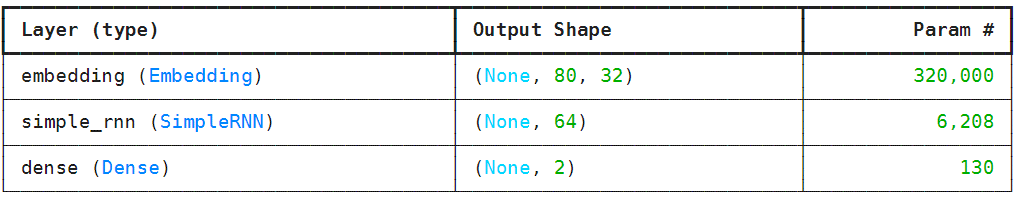 Layer (type) Output Shape Param #
embedding (Embedding) (None, 80, 32) 320,000
simple_rnn (SimpleRNN) (None, 64) 6,208
dense (Dense) (None, 2) 130